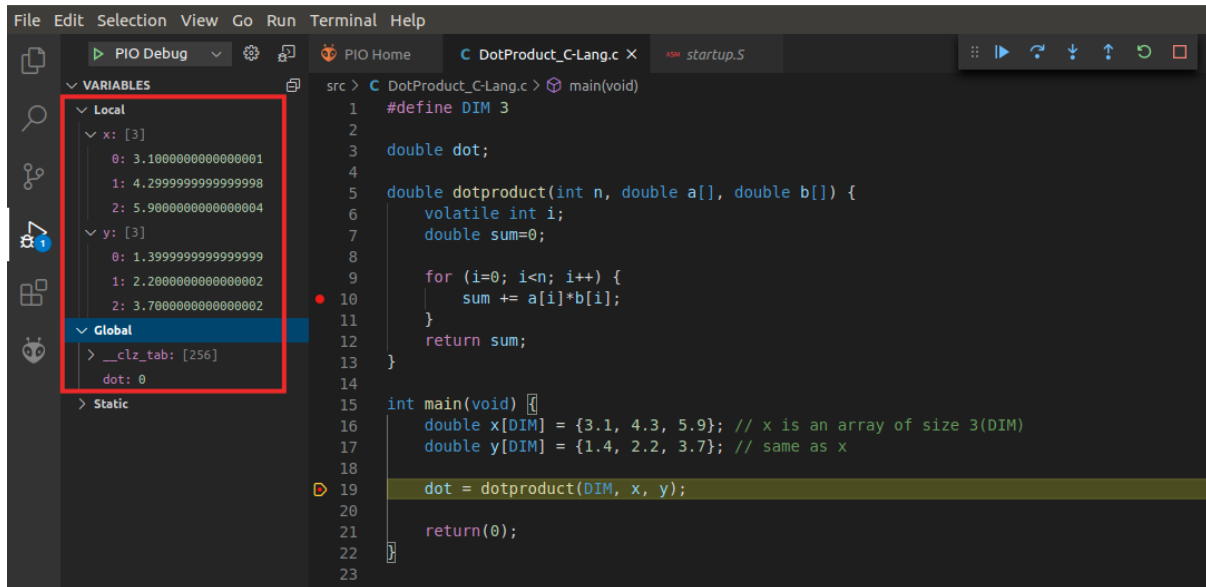 File Edit Selection View Go Run Terminal Help
PIO Debug
PIO Home
C DotProduct_C-Lang.c ×
ASM startup.S
VARIABLES
src > C DotProduct_C-Lang.c > main(void)
Local
x: [3]
0: 3.1000000000000001
1: 4.2999999999999998
2: 5.9000000000000004
y: [3]
0: 1.3999999999999999
1: 2.2000000000000002
2: 3.7000000000000002
Global
__clz_tab: [256]
dot: 0
Static
1
1 #define DIM 3
2
3 double dot;
4
5 double dotproduct(int n, double a[], double b[]) {
6 volatile int i;
7 double sum=0;
8
9 for (i=0; i<n; i++) {
10 sum += a[i]*b[i];
11 }
12 return sum;
13 }
14
15 int main(void) {
16 double x[DIM] = {3.1, 4.3, 5.9}; // x is an array of size 3(DIM)
17 double y[DIM] = {1.4, 2.2, 3.7}; // same as x
18
19 dot = dotproduct(DIM, x, y);
20
21 return(0);
22 }
23